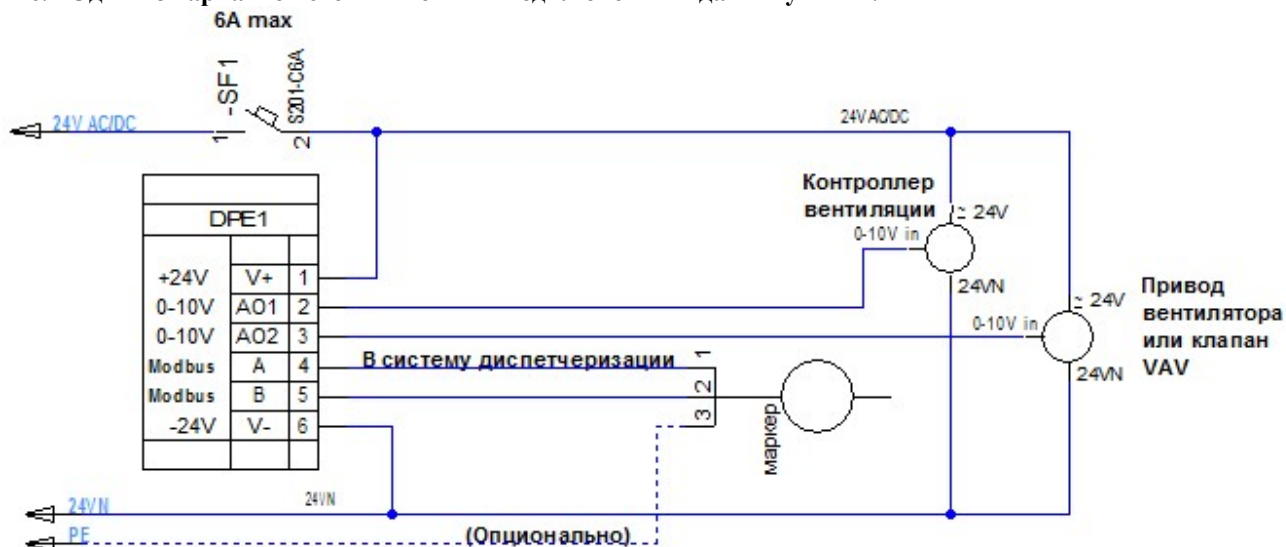 6A max
-SF1
S201-C6A
1
2
24V AC/DC
24V AC/DC
DPE1
+24V V+ 1
0-10V AO1 2
0-10V AO2 3
Modbus A 4
Modbus B 5
-24V V- 6
Контроллер
вентиляции
~ 24V
0-10V in
24VN
0-10V in
~ 24V
24VN
Привод
вентилятора
или клапан
VAV
В систему диспетчеризации
1
2
3
маркер
24VN
24VN
PE
(Опционально)